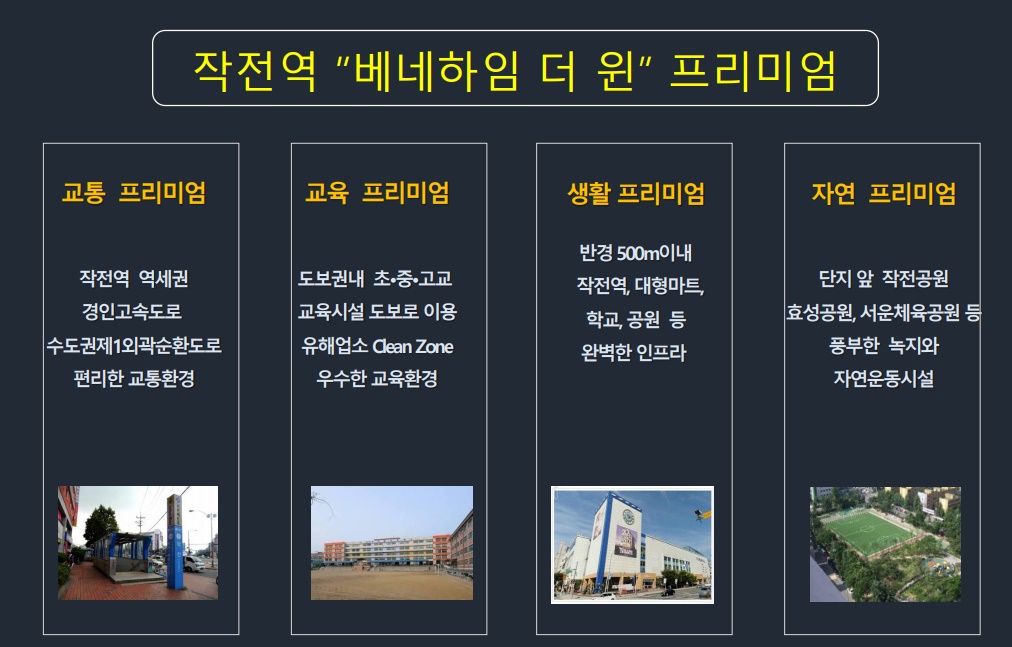 작전역 "베네하임 더 윈" 프리미엄
교통 프리미엄
작전역 역세권
경인고속도로
수도권제1외곽순환도로
편리한 교통환경
교육 프리미엄
도보권내 초•중•고교
교육시설 도보로 이용
유해업소 Clean Zone
우수한 교육환경
생활 프리미엄
반경 500m이내
작전역, 대형마트,
학교, 공원 등
완벽한 인프라
자연 프리미엄
단지 앞 작전공원
효성공원, 서운체육공원 등
풍부한 녹지와
자연운동시설